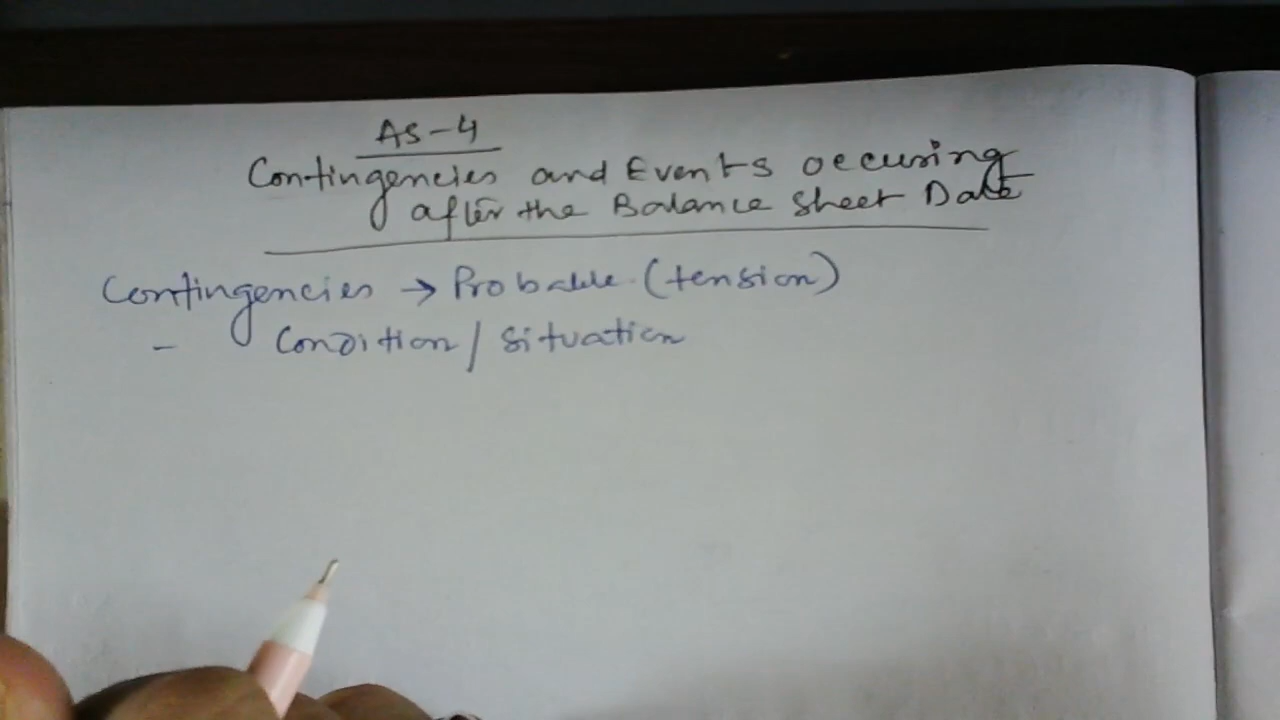 AS-4
Contingencies and Events occuring
after the Balance Sheet Date
Contingencies → Probable (tension)
- Condition / Situation